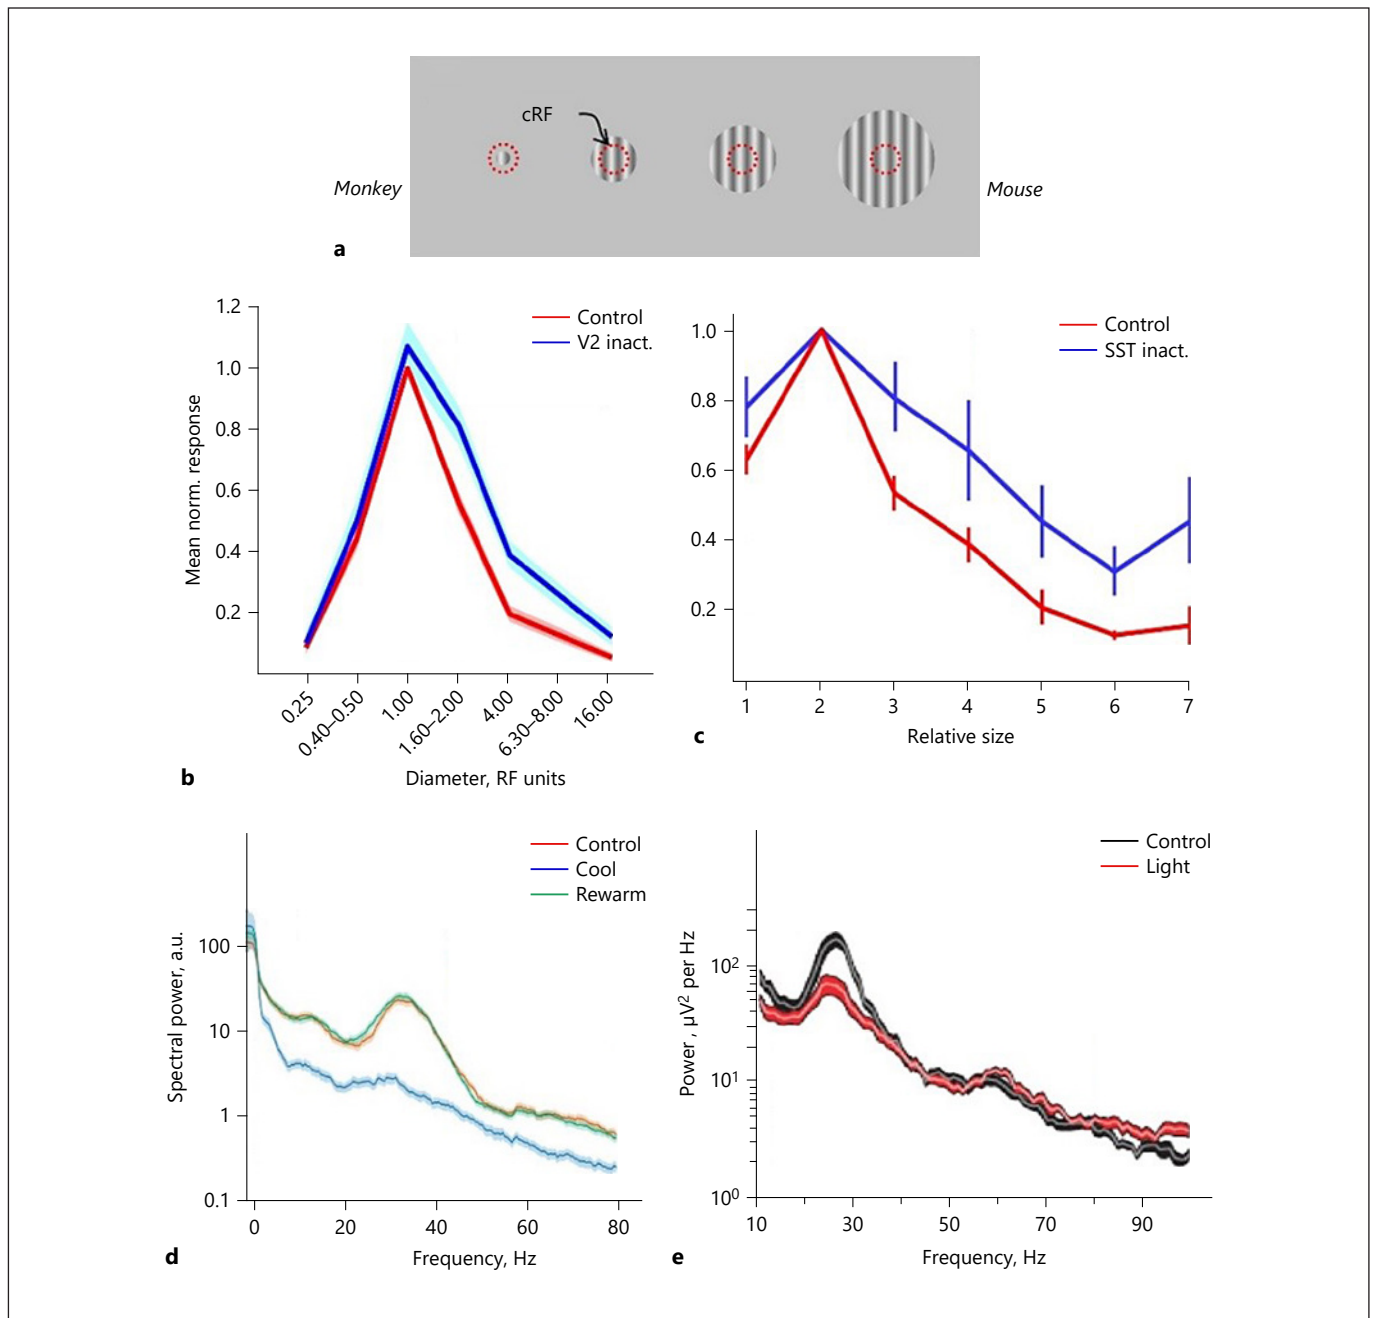 cRF
Monkey
Mouse
a
1.2
1.0
0.8
0.6
0.4
0.2
Mean norm. response
Control
V2 inact.
0.25
0.40–0.50
1.00
1.60–2.00
4.00
6.30–8.00
16.00
Diameter, RF units
b
1.0
0.8
0.6
0.4
0.2
Control
SST inact.
1 2 3 4 5 6 7
Relative size
c
Spectral power, a.u.
100
10
1
0.1
Control
Cool
Rewarm
0 20 40 60 80
Frequency, Hz
d
Power , µV² per Hz
10²
10¹
10⁰
Control
Light
10 30 50 70 90
Frequency, Hz
e